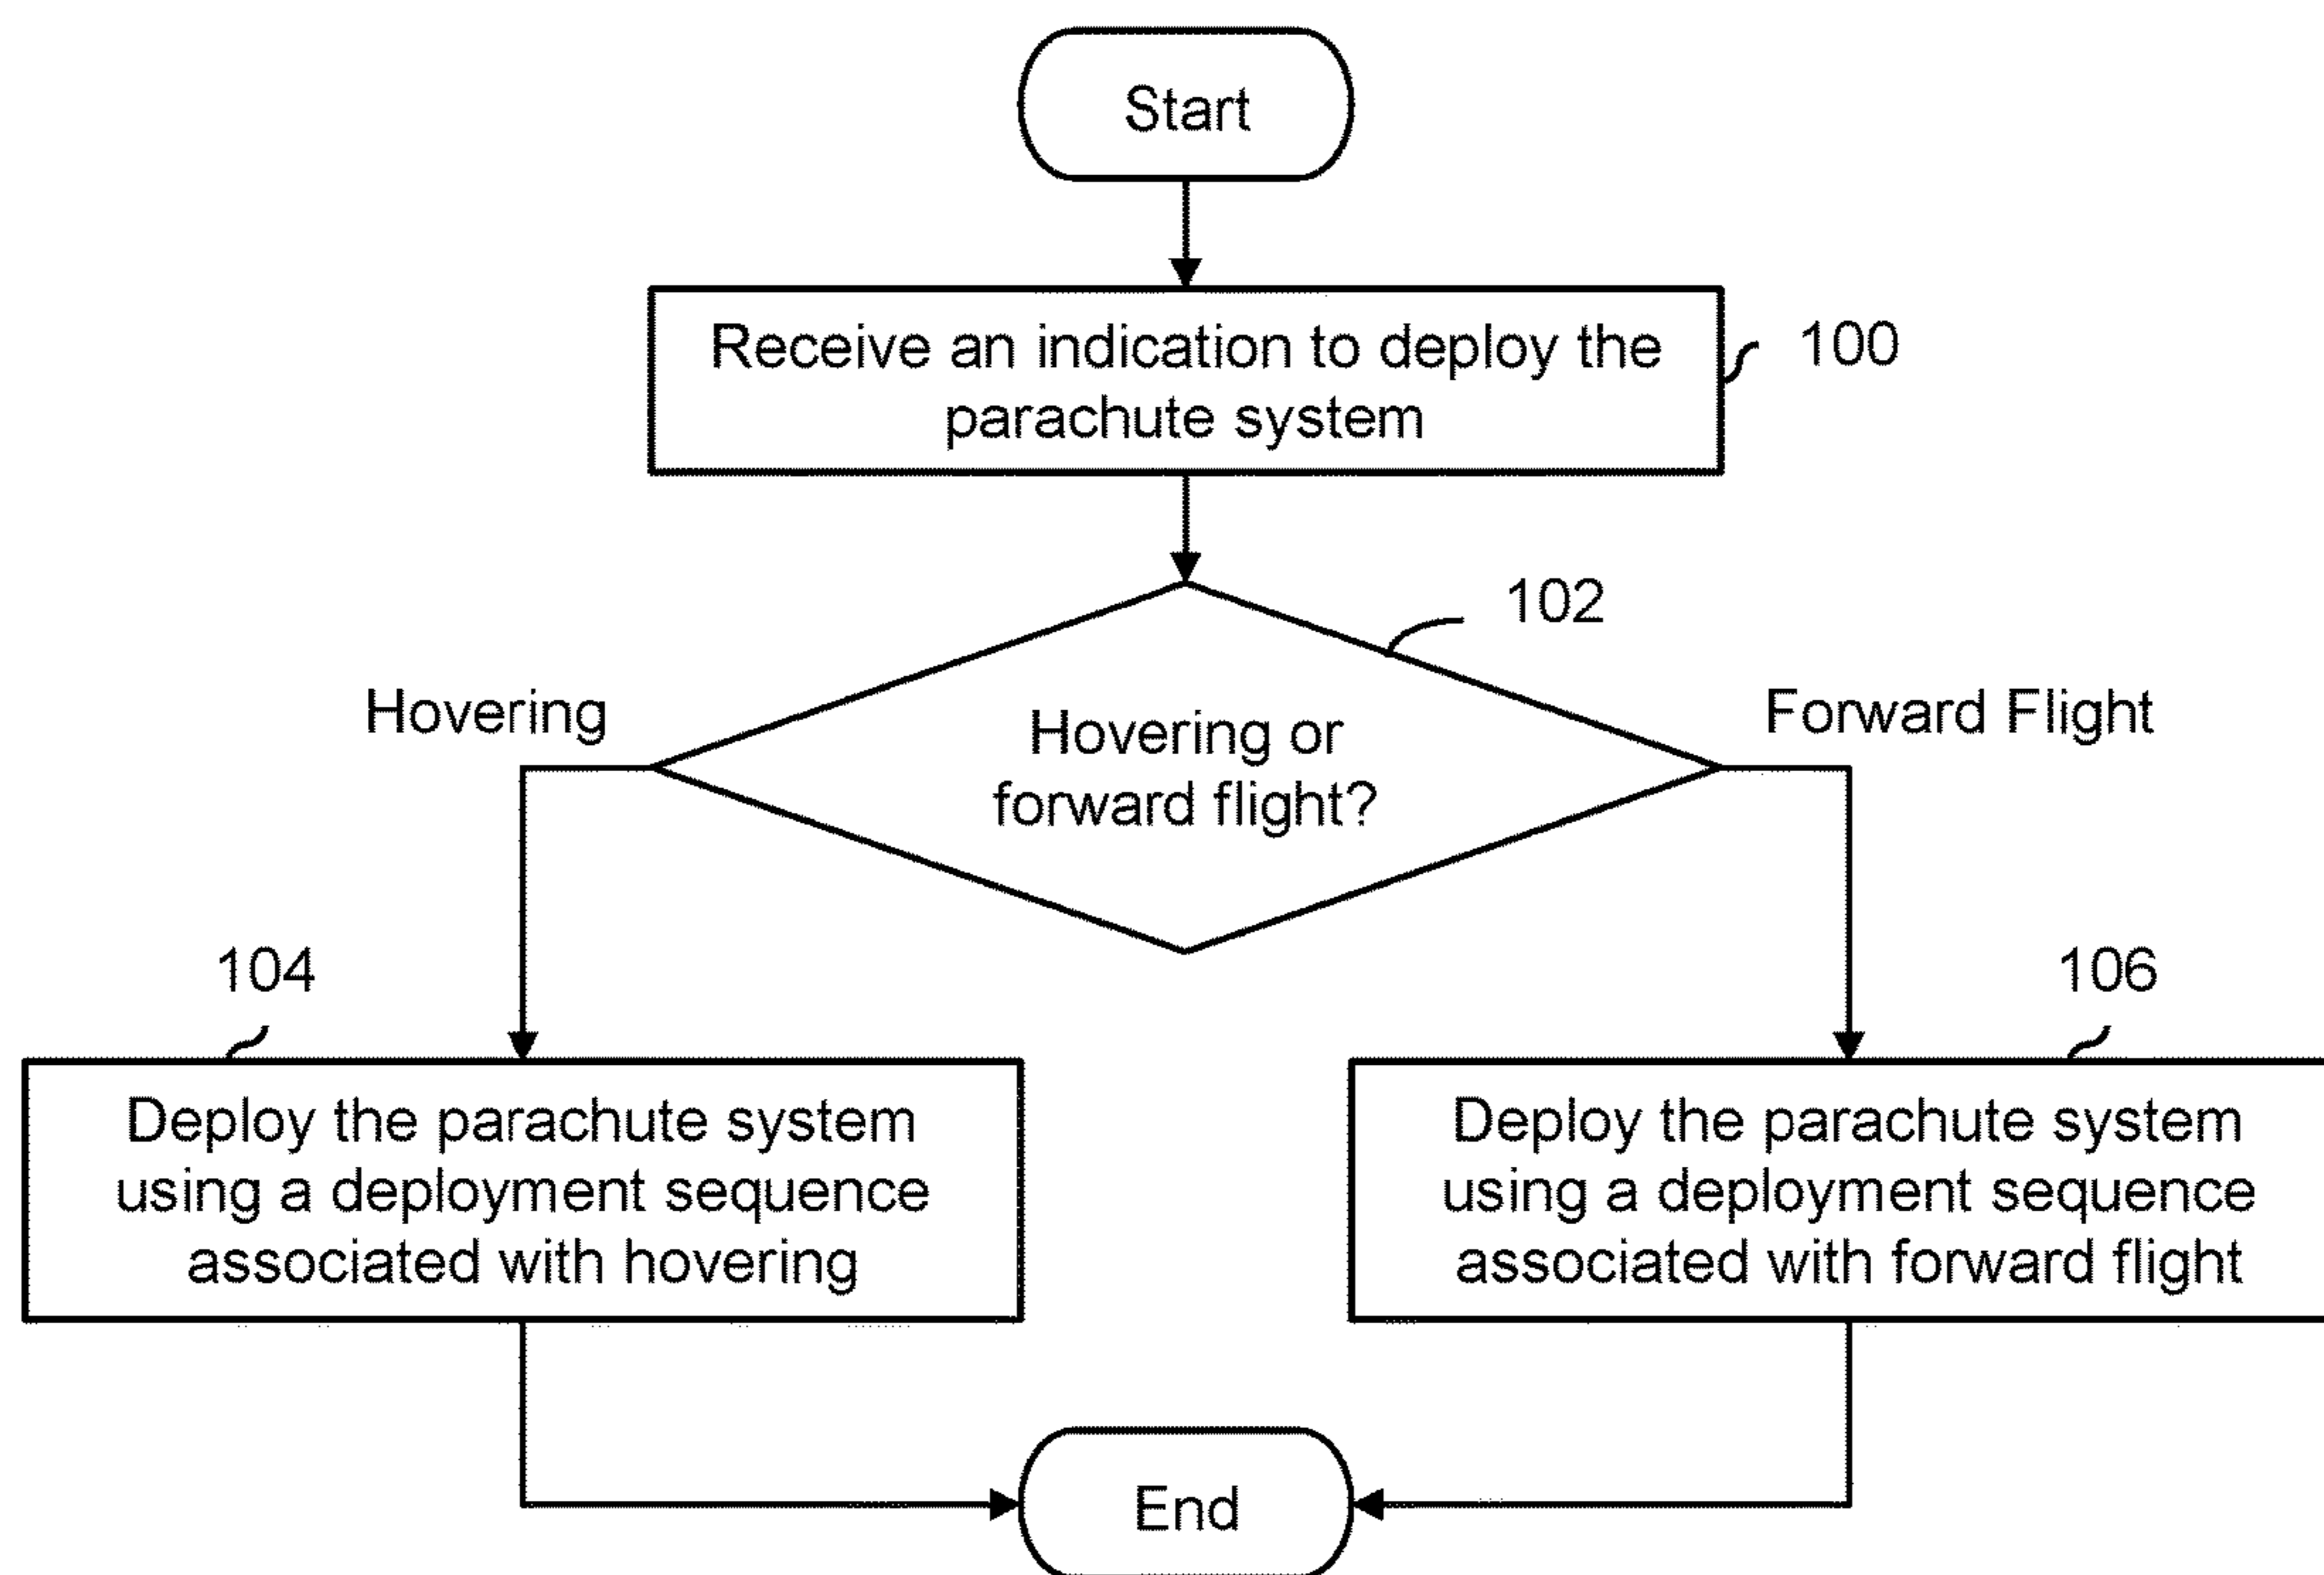 Start
Receive an indication to deploy the
parachute system
100
102
Hovering
Hovering or
forward flight?
Forward Flight
104
Deploy the parachute system
using a deployment sequence
associated with hovering
106
Deploy the parachute system
using a deployment sequence
associated with forward flight
End